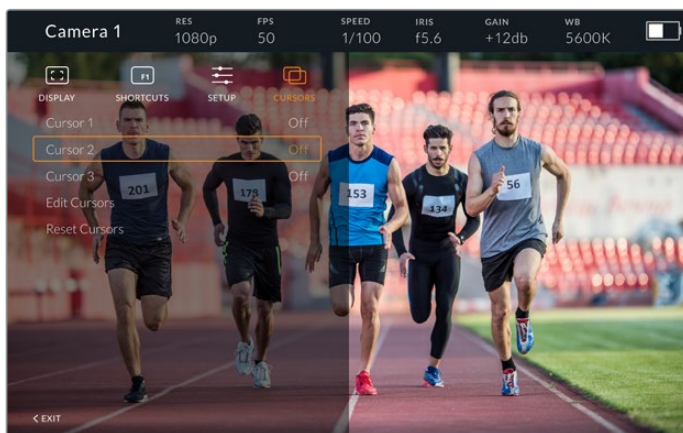 Camera 1 RES 1080p FPS 50 SPEED 1/100 IRIS f5.6 GAIN +12db WB 5600K
F1
DISPLAY SHORTCUTS SETUP CURSORS
Cursor 1 Off
Cursor 2 Off
Cursor 3 Off
Edit Cursors
Reset Cursors
201
178
153
134
56
< EXIT